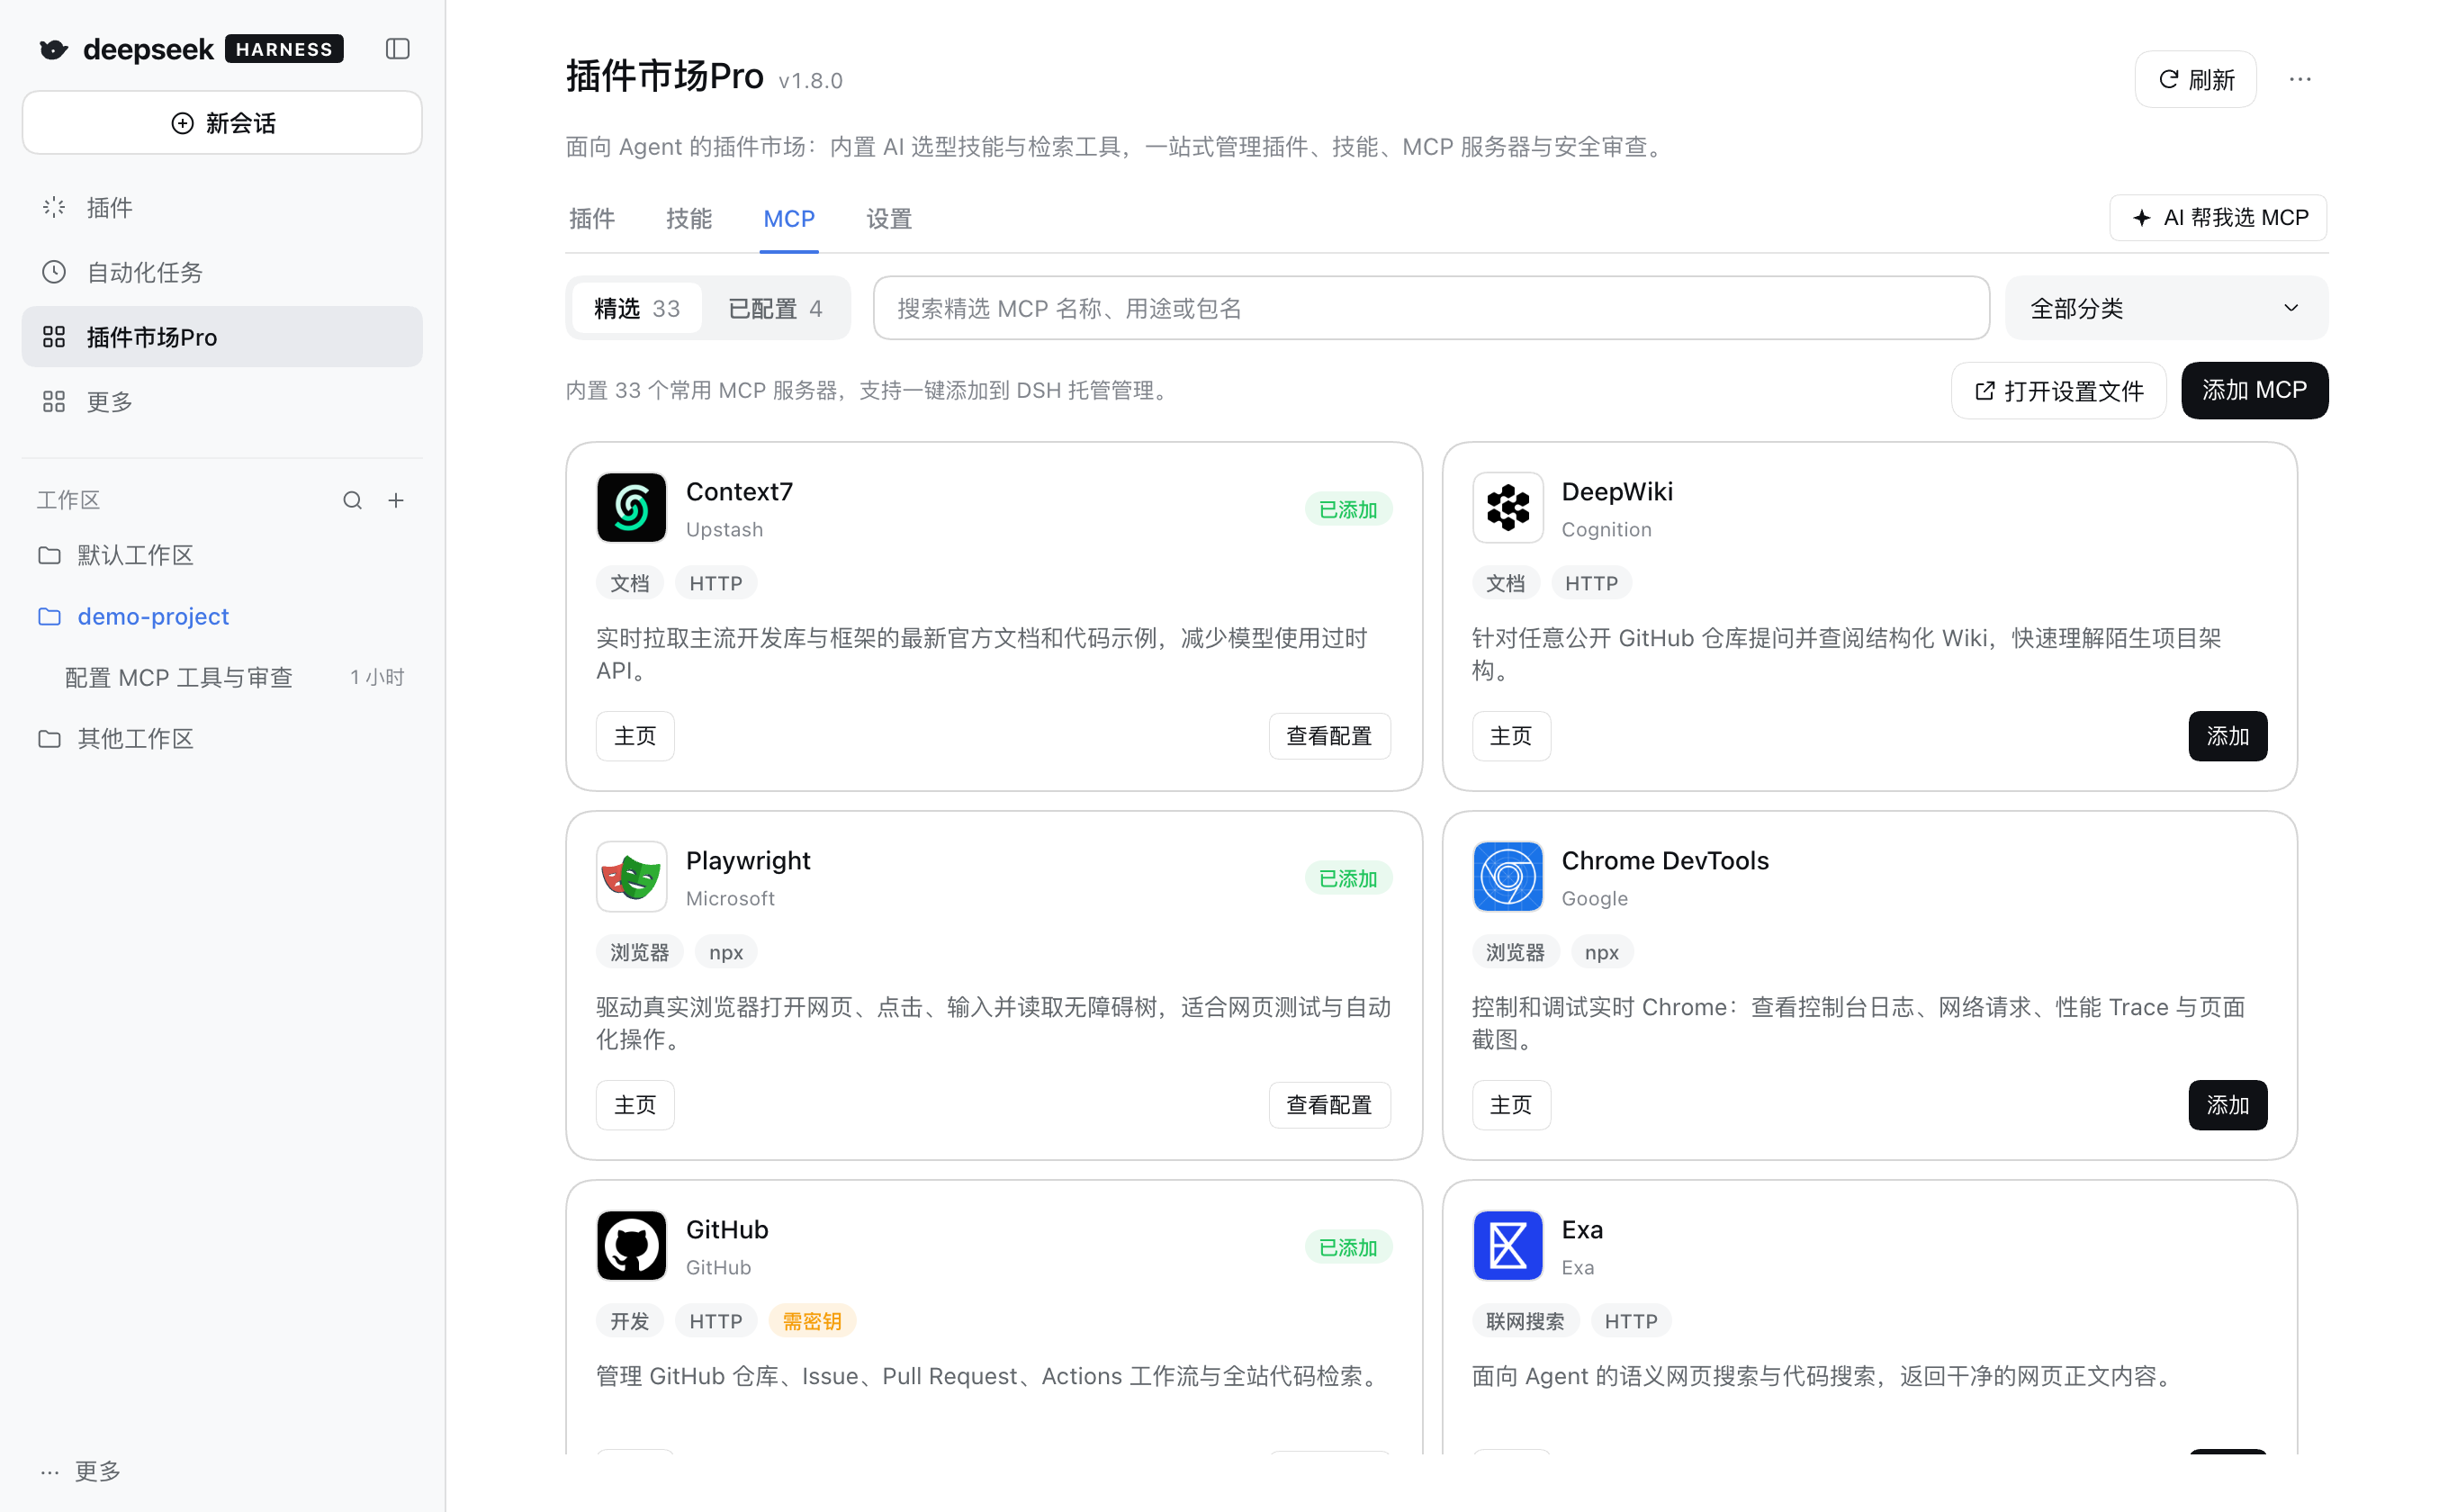 deepseek HARNESS
新会话
插件
自动化任务
插件市场Pro
更多
工作区
默认工作区
demo-project
配置 MCP 工具与审查 1 小时
其他工作区
··· 更多
插件市场Pro v1.8.0
刷新 ···
面向 Agent 的插件市场：内置 AI 选型技能与检索工具，一站式管理插件、技能、MCP 服务器与安全审查。
插件 技能 MCP 设置
AI 帮我选 MCP
精选 33 已配置 4
搜索精选 MCP 名称、用途或包名
全部分类
内置 33 个常用 MCP 服务器，支持一键添加到 DSH 托管管理。
打开设置文件
添加 MCP
Context7
Upstash
已添加
文档 HTTP
实时拉取主流开发库与框架的最新官方文档和代码示例，减少模型使用过时
API。
主页 查看配置
DeepWiki
Cognition
文档 HTTP
针对任意公开 GitHub 仓库提问并查阅结构化 Wiki，快速理解陌生项目架
构。
主页 添加
Playwright
Microsoft
已添加
浏览器 npx
驱动真实浏览器打开网页、点击、输入并读取无障碍树，适合网页测试与自动
化操作。
主页 查看配置
Chrome DevTools
Google
浏览器 npx
控制和调试实时 Chrome：查看控制台日志、网络请求、性能 Trace 与页面
截图。
主页 添加
GitHub
GitHub
已添加
开发 HTTP 需密钥
管理 GitHub 仓库、Issue、Pull Request、Actions 工作流与全站代码检索。
Exa
Exa
联网搜索 HTTP
面向 Agent 的语义网页搜索与代码搜索，返回干净的网页正文内容。